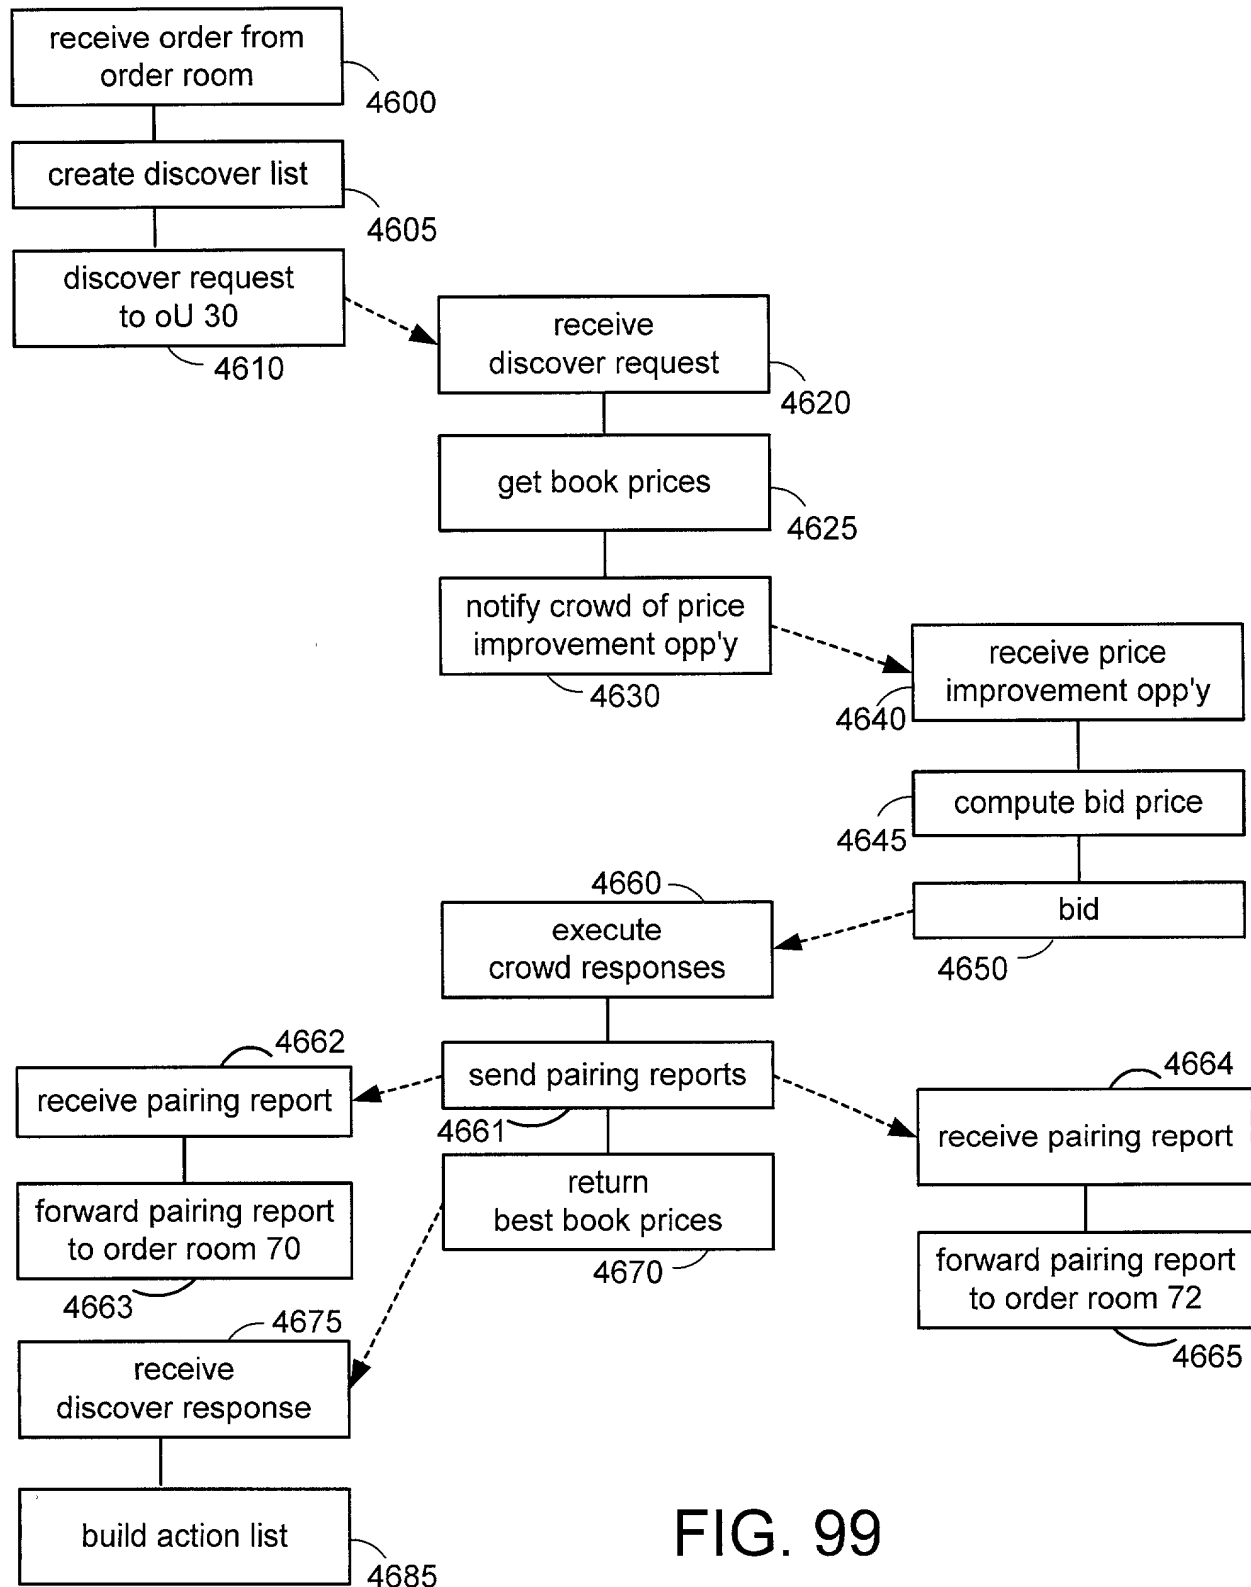 receive order from
order room
4600
create discover list
4605
discover request
to oU 30
4610
receive
discover request
4620
get book prices
4625
notify crowd of price
improvement opp'y
4630
receive price
improvement opp'y
4640
compute bid price
4645
bid
4650
4660
execute
crowd responses
send pairing reports
4661
4662
receive pairing report
forward pairing report
to order room 70
4663
4664
receive pairing report
forward pairing report
to order room 72
4665
return
best book prices
4670
4675
receive
discover response
build action list
4685
FIG. 99